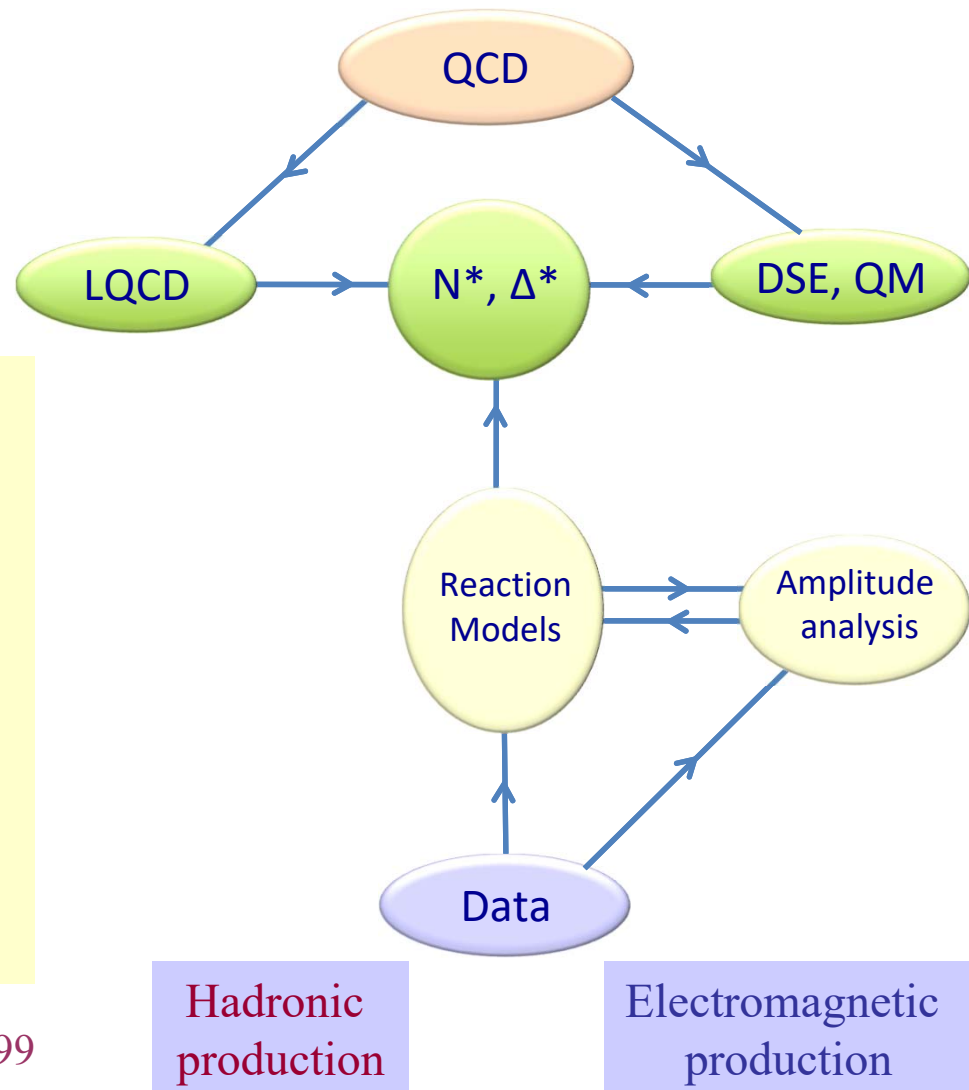 QCD
LQCD
N*, Δ*
DSE, QM
Reaction
Models
Amplitude
analysis
Data
Hadronic
production
Electromagnetic
production
99